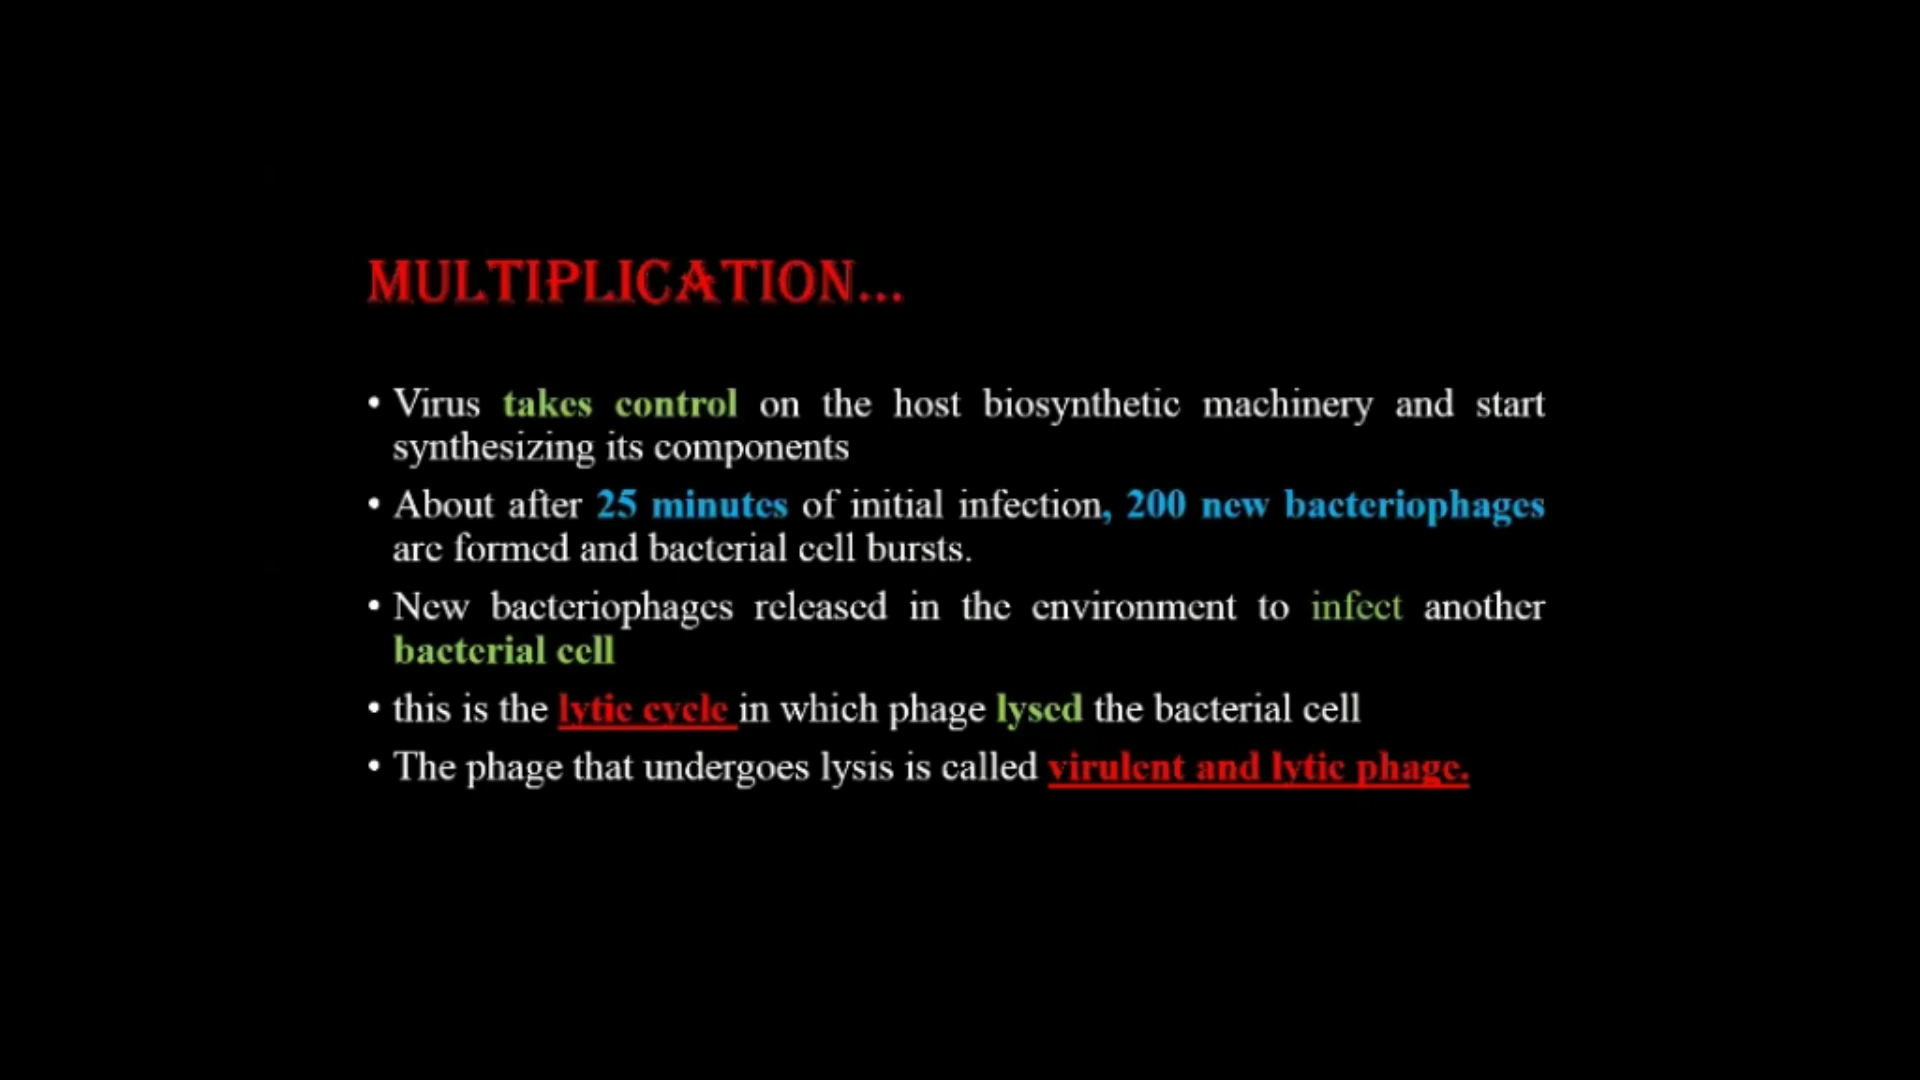 MULTIPLICATION...
• Virus takes control on the host biosynthetic machinery and start
synthesizing its components
• About after 25 minutes of initial infection, 200 new bacteriophages
are formed and bacterial cell bursts.
• New bacteriophages released in the environment to infect another
bacterial cell
• this is the lytic cycle in which phage lysed the bacterial cell
• The phage that undergoes lysis is called virulent and lytic phage.